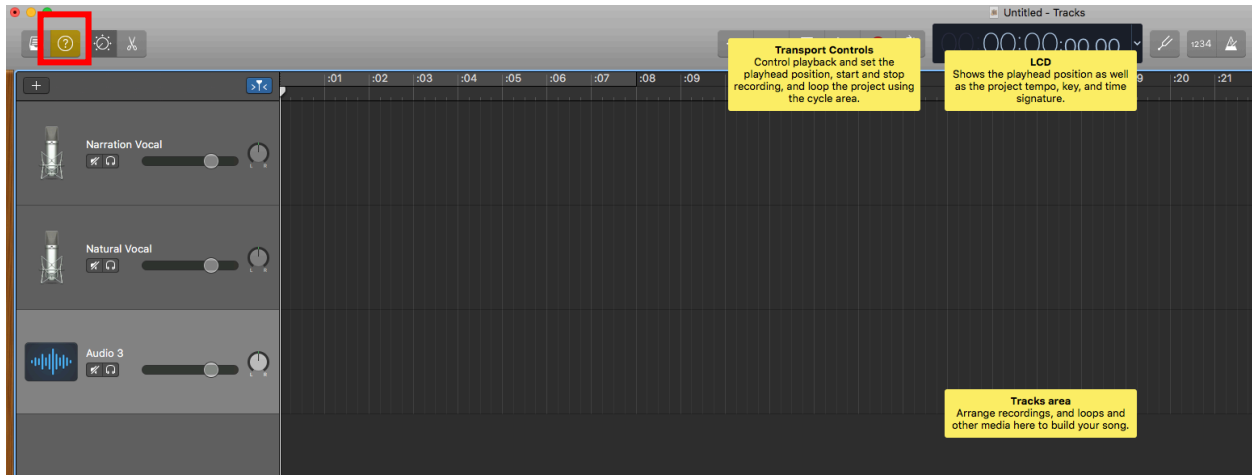 Untitled - Tracks
?
00:00:00.00
1234
Transport Controls
Control playback and set the
playhead position, start and stop
recording, and loop the project using
the cycle area.
LCD
Shows the playhead position as well
as the project tempo, key, and time
signature.
+
:01 :02 :03 :04 :05 :06 :07 :08 :09 9 :20 :21
Narration Vocal
L R
Natural Vocal
L R
Audio 3
L R
Tracks area
Arrange recordings, and loops and
other media here to build your song.